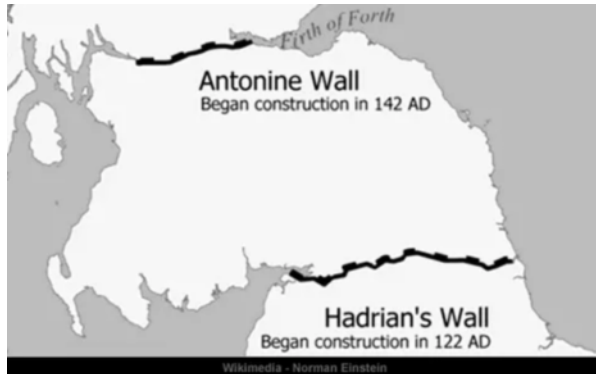 Firth of Forth
Antonine Wall
Began construction in 142 AD
Hadrian's Wall
Began construction in 122 AD
Wikimedia - Norman Einstein